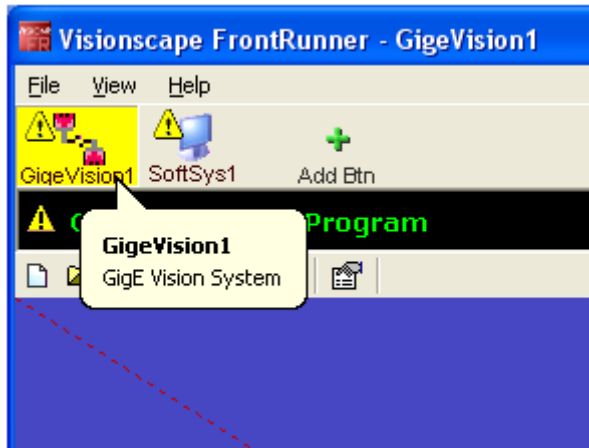 Visionscape FrontRunner - GigeVision1
File View Help
GigeVision1 SoftSys1 Add Btn
Program
GigeVision1
GigE Vision System